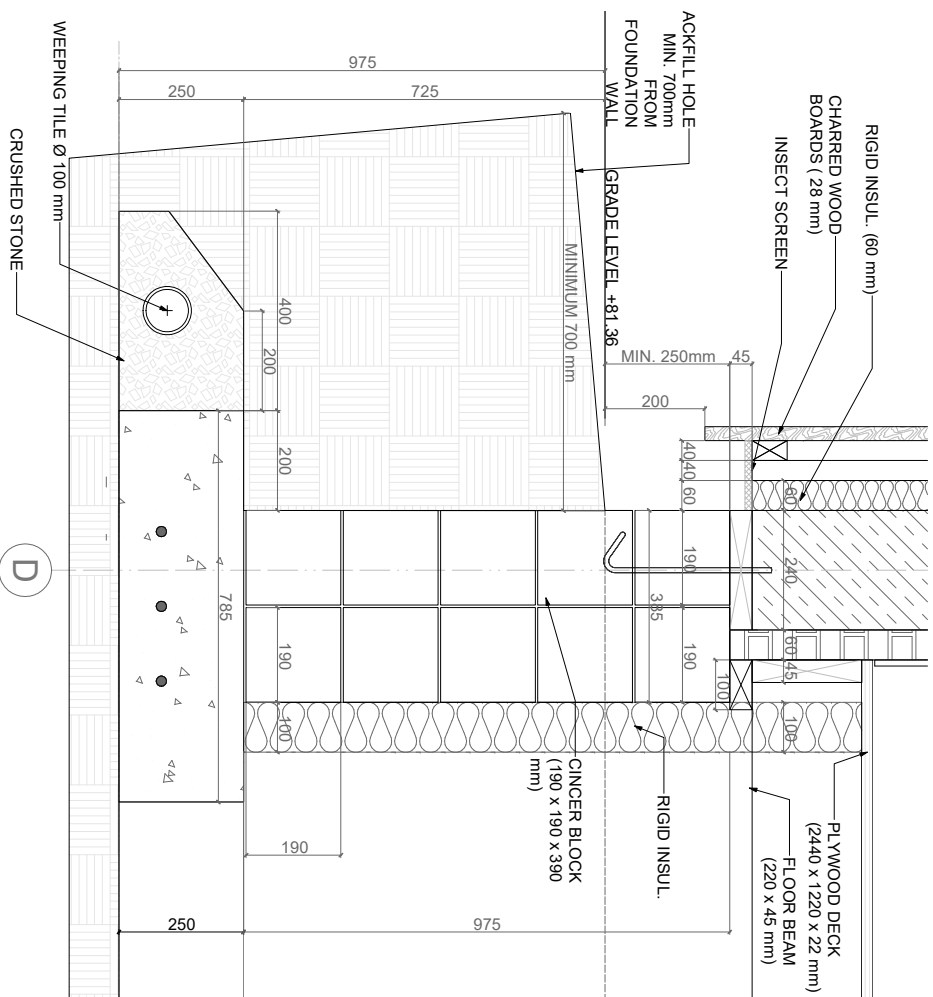 ACKFILL HOLE
MIN. 700mm
FROM
FOUNDATION
WALL
GRADE LEVEL +81.36
MINIMUM 700 mm
RIGID INSUL. (60 mm)
CHARRED WOOD
BOARDS ( 28 mm)
INSECT SCREEN
WEEPING TILE Ø 100 mm
CRUSHED STONE
975
250
725
400
200
200
MIN. 250mm
45
200
40
40
60
60
240
60
45
100
190
385
190
190
100
100
785
190
250
975
D
CINCER BLOCK
(190 x 190 x 390
mm)
RIGID INSUL.
PLYWOOD DECK
(2440 x 1220 x 22 mm)
FLOOR BEAM
(220 x 45 mm)